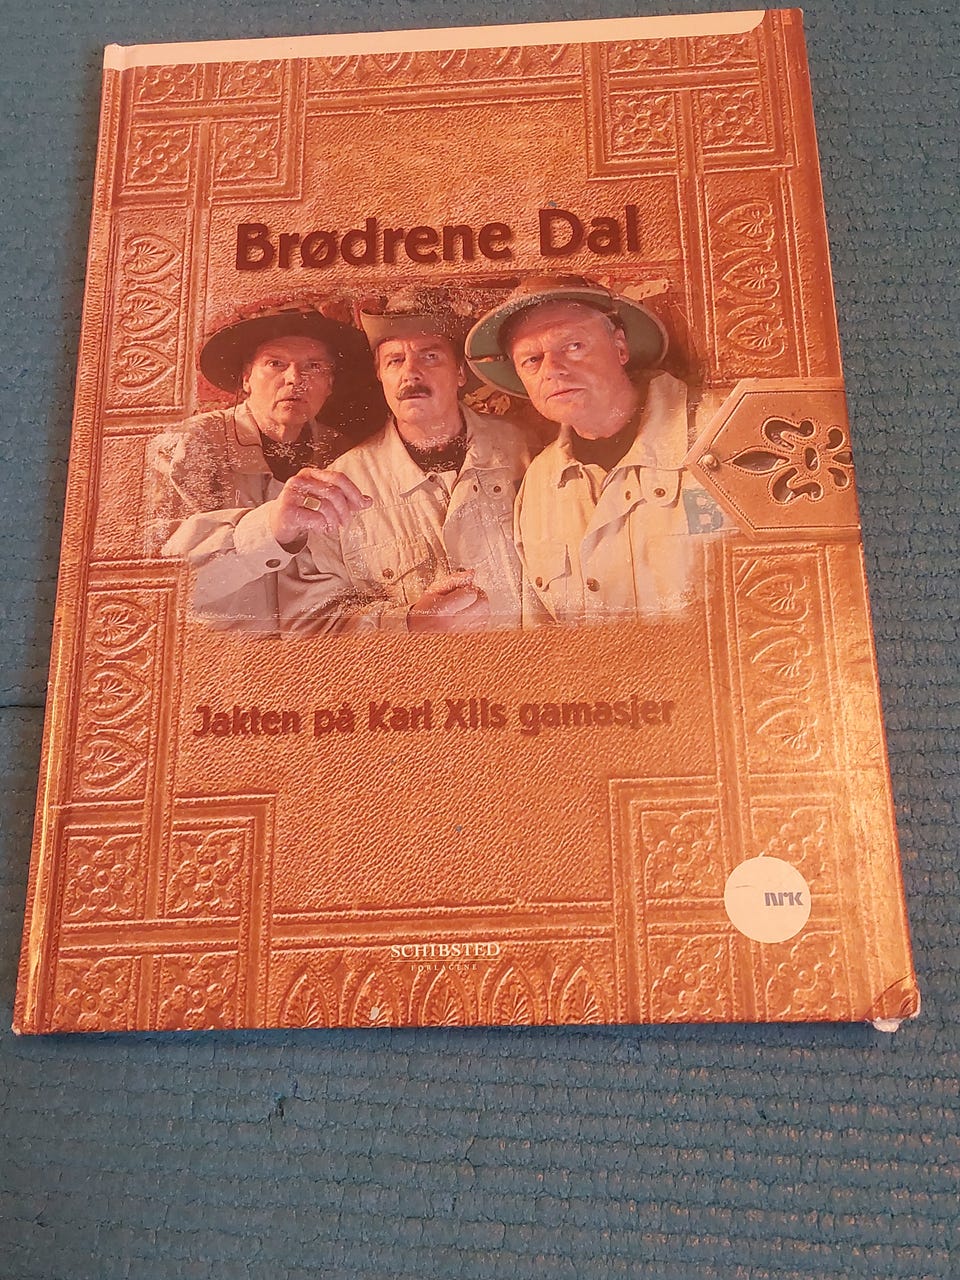 Brødrene Dal
B
Jakten på Karl XIIs gamasjer
nrk
SCHIBSTED
FORLAGENE